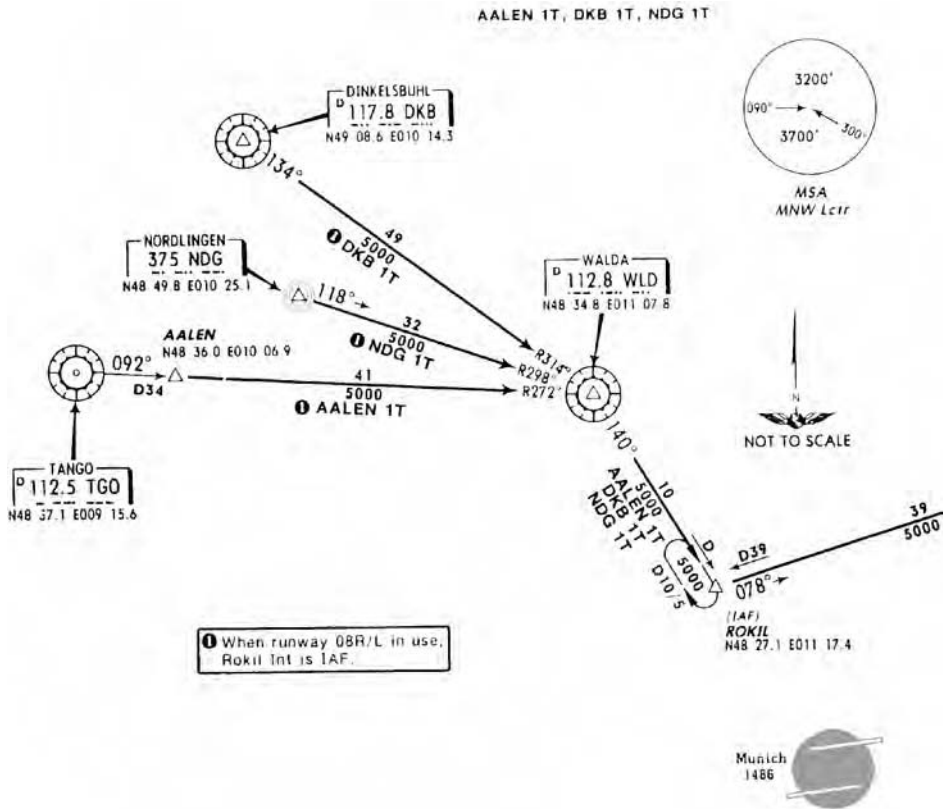 AALEN 1T, DKB 1T, NDG 1T
3200'
090°
3700'
300°
MSA
MNW Lctr
DINKELSBUHL
D 117.8 DKB
N49 08.6 E010 14.3
134°
49
5000
❶ DKB 1T
NORDLINGEN
375 NDG
N48 49.8 E010 25.1
118°
32
5000
❶ NDG 1T
WALDA
D 112.8 WLD
N48 34.8 E011 07.8
AALEN
N48 36.0 E010 06.9
092°
D34
41
5000
❶ AALEN 1T
R314°
R298°
R272°
N
NOT TO SCALE
TANGO
D 112.5 TGO
N48 37.1 E009 15.6
140°
10
5000
AALEN 1T
DKB 1T
NDG 1T
D
5000
D10/5
D39
39
5000
078°
(IAF)
ROKIL
N48 27.1 E011 17.4
❶ When runway 08R/L in use,
Rokil Int is IAF.
Munich
1486